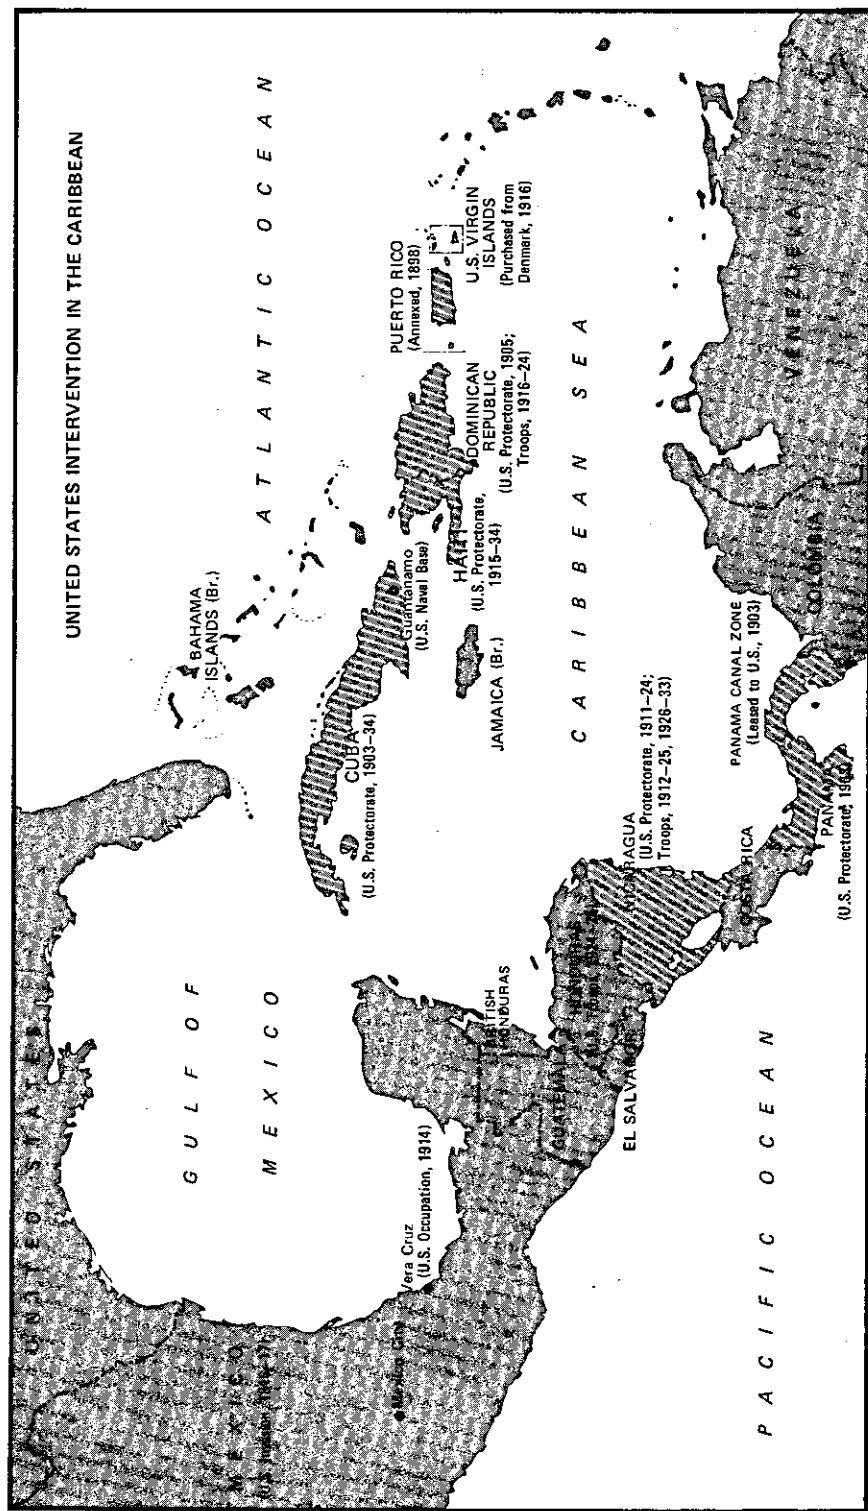 UNITED STATES INTERVENTION IN THE CARIBBEAN
UNITED STATES
ATLANTIC OCEAN
GULF OF
MEXICO
BAHAMA
ISLANDS (Br.)
MEXICO
Mexico City
Vera Cruz
(U.S. Occupation, 1914)
CUBA
(U.S. Protectorate, 1903–34)
Guantanamo
(U.S. Naval Base)
HAITI
(U.S. Protectorate,
1915–34)
DOMINICAN
REPUBLIC
(U.S. Protectorate, 1905;
Troops, 1916–24)
PUERTO RICO
(Annexed, 1898)
U.S. VIRGIN
ISLANDS
(Purchased from
Denmark, 1916)
JAMAICA (Br.)
CARIBBEAN SEA
BRITISH
HONDURAS
GUATEMALA
HONDURAS
EL SALVADOR
NICARAGUA
(U.S. Protectorate, 1911–24;
Troops, 1912–25, 1926–33)
COSTA RICA
PANAMA CANAL ZONE
(Leased to U.S., 1903)
PANAMA
(U.S. Protectorate,
COLOMBIA
VENEZUELA
PACIFIC OCEAN